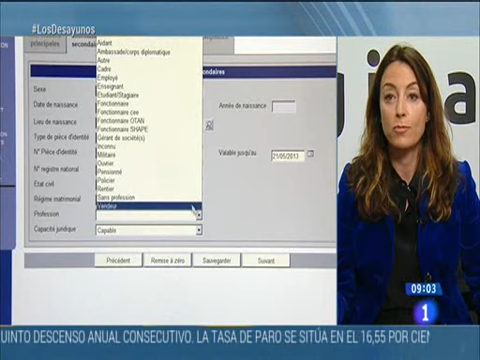 #LosDesayunos
principales
secondaires
Aidant
Ambassade/corps diplomatique
Autre
Cadre
Employé
Enseignant
Etudiant/Stagiaire
Fonctionnaire
Fonctionnaire cee
Fonctionnaire OTAN
Fonctionnaire SHAPE
Gérant de société(s)
Inconnu
Militaire
Ouvrier
Pensionné
Policier
Rentier
Sans profession
Vendeur
Sexe
Date de naissance
Année de naissance
Lieu de naissance
Type de pièce d'identité
N° Pièce d'identité
Valable jusqu'au 21/05/2013
N° registre national
Etat civil
Régime matrimonial
Profession
Capacité juridique Capable
Précédent Remise à zéro Sauvegarder Suivant
09:03
1
UINTO DESCENSO ANUAL CONSECUTIVO. LA TASA DE PARO SE SITÚA EN EL 16,55 POR CIEN